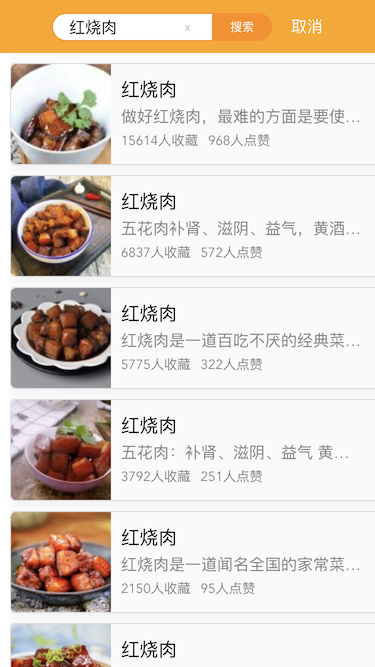 红烧肉 x 搜索 取消
红烧肉
做好红烧肉，最难的方面是要使…
15614人收藏 968人点赞
红烧肉
五花肉补肾、滋阴、益气，黄酒…
6837人收藏 572人点赞
红烧肉
红烧肉是一道百吃不厌的经典菜…
5775人收藏 322人点赞
红烧肉
五花肉：补肾、滋阴、益气 黄…
3792人收藏 251人点赞
红烧肉
红烧肉是一道闻名全国的家常菜…
2150人收藏 95人点赞
红烧肉